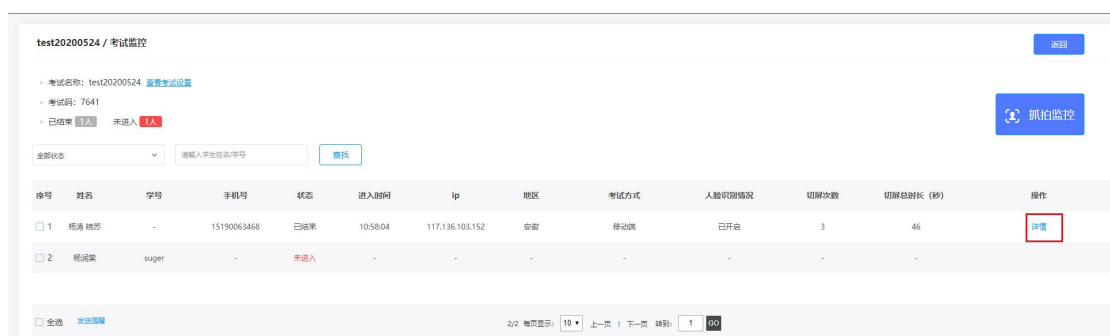 test20200524 / 考试监控 返回
考试名称：test20200524 查看考试设置
考试码：7641
已结束 1人 未进入 1人
抓拍监控
全部状态 请输入学生姓名/学号 查找
序号 姓名 学号 手机号 状态 进入时间 ip 地区 考试方式 人脸识别情况 切屏次数 切屏总时长（秒） 操作
1 杨涛 皖苏 - 15190063468 已结束 10:58:04 117.136.103.152 安徽 移动端 已开启 3 46 详情
2 杨润棠 suger - 未进入 - - - - - - -
全选 发送提醒 2/2 每页显示： 10 上一页 1 下一页 转到： 1 GO